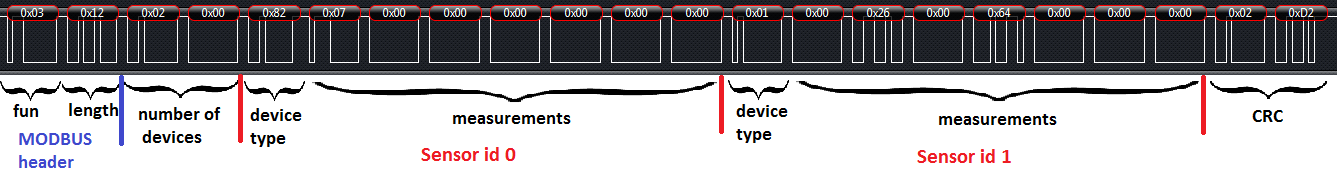 0x03 0x12 0x02 0x00 0x82 0x07 0x00 0x00 0x00 0x00 0x00 0x00 0x01 0x00 0x26 0x00 0x64 0x00 0x00 0x00 0x02 0xD2
fun length number of devices device type measurements device type measurements CRC
MODBUS header
Sensor id 0 Sensor id 1